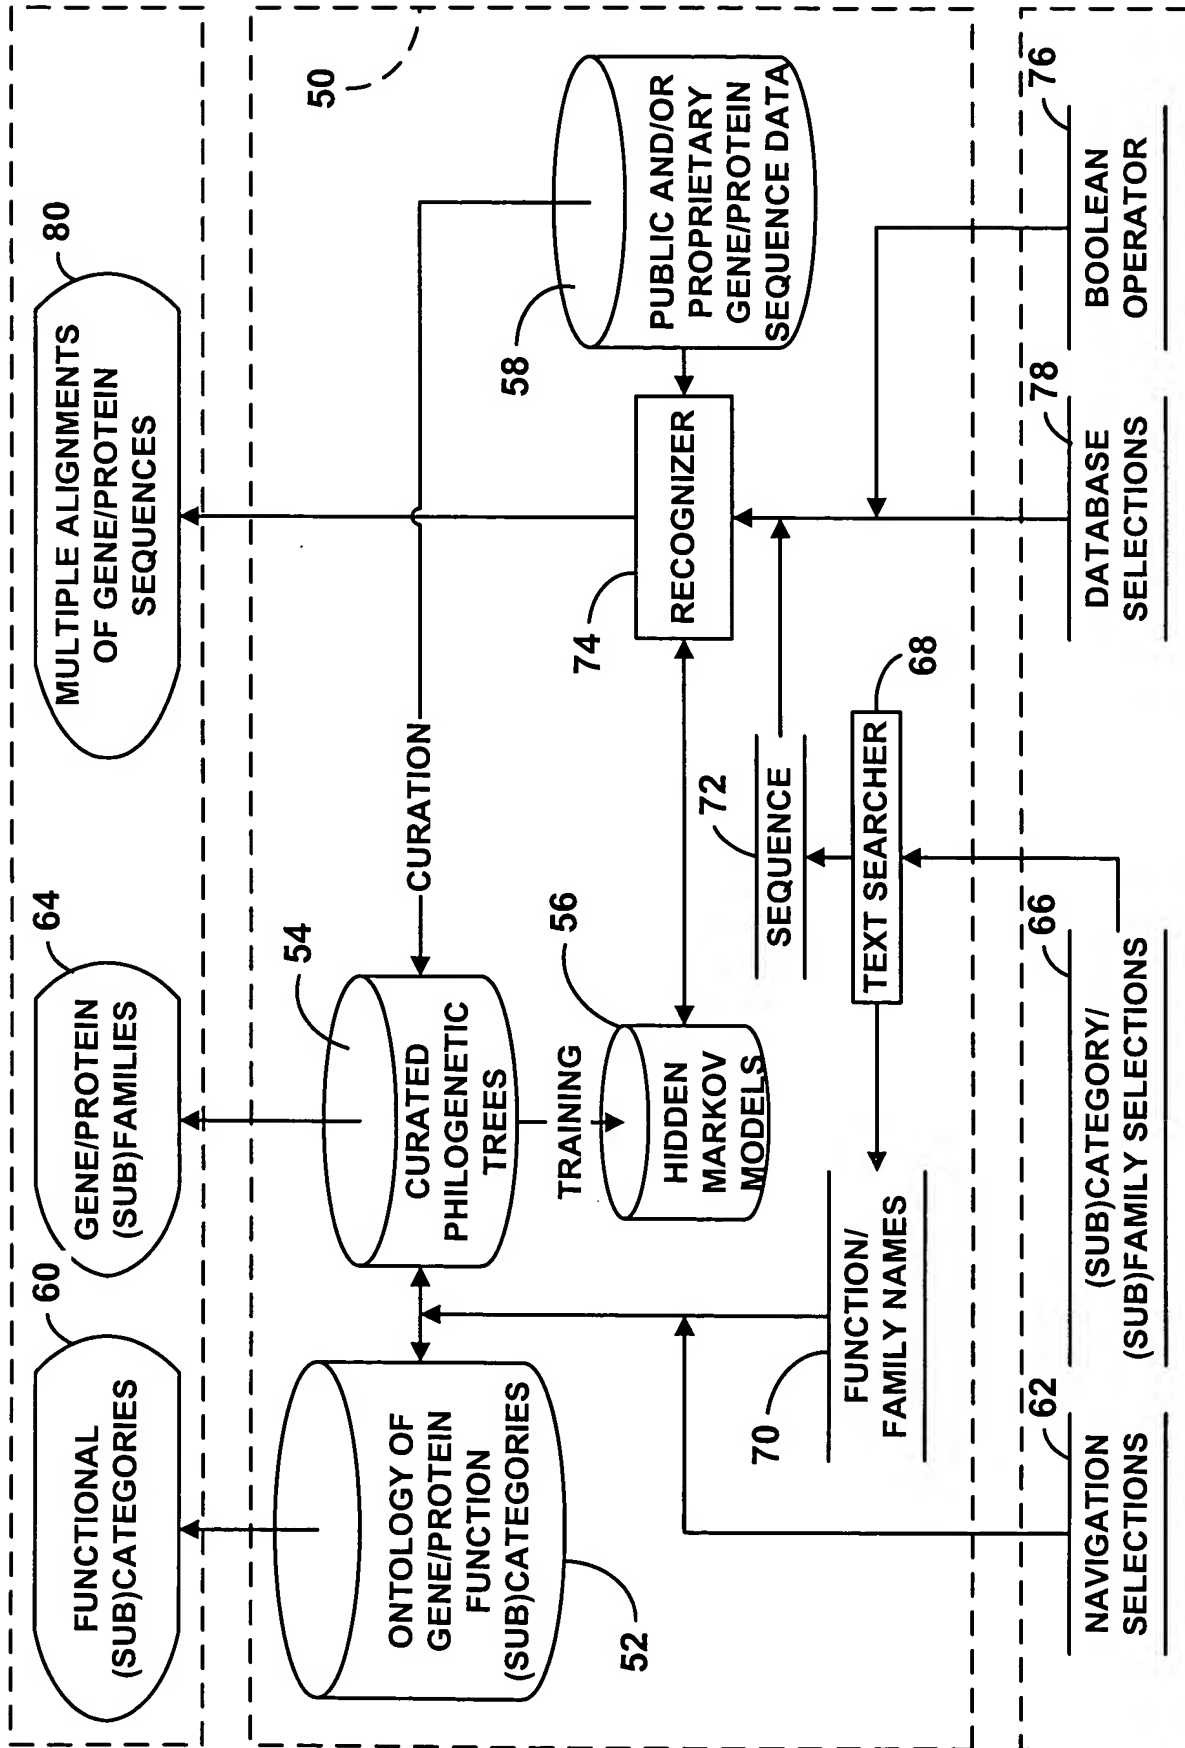 FUNCTIONAL
(SUB)CATEGORIES
60
GENE/PROTEIN
(SUB)FAMILIES
64
MULTIPLE ALIGNMENTS
OF GENE/PROTEIN
SEQUENCES
80
50
ONTOLOGY OF
GENE/PROTEIN
FUNCTION
(SUB)CATEGORIES
52
CURATED
PHILOGENETIC
TREES
54
CURATION
TRAINING
HIDDEN
MARKOV
MODELS
56
PUBLIC AND/OR
PROPRIETARY
GENE/PROTEIN
SEQUENCE DATA
58
RECOGNIZER
74
SEQUENCE
72
TEXT SEARCHER
68
FUNCTION/
FAMILY NAMES
70
NAVIGATION
SELECTIONS
62
(SUB)CATEGORY/
(SUB)FAMILY SELECTIONS
66
DATABASE
SELECTIONS
78
BOOLEAN
OPERATOR
76